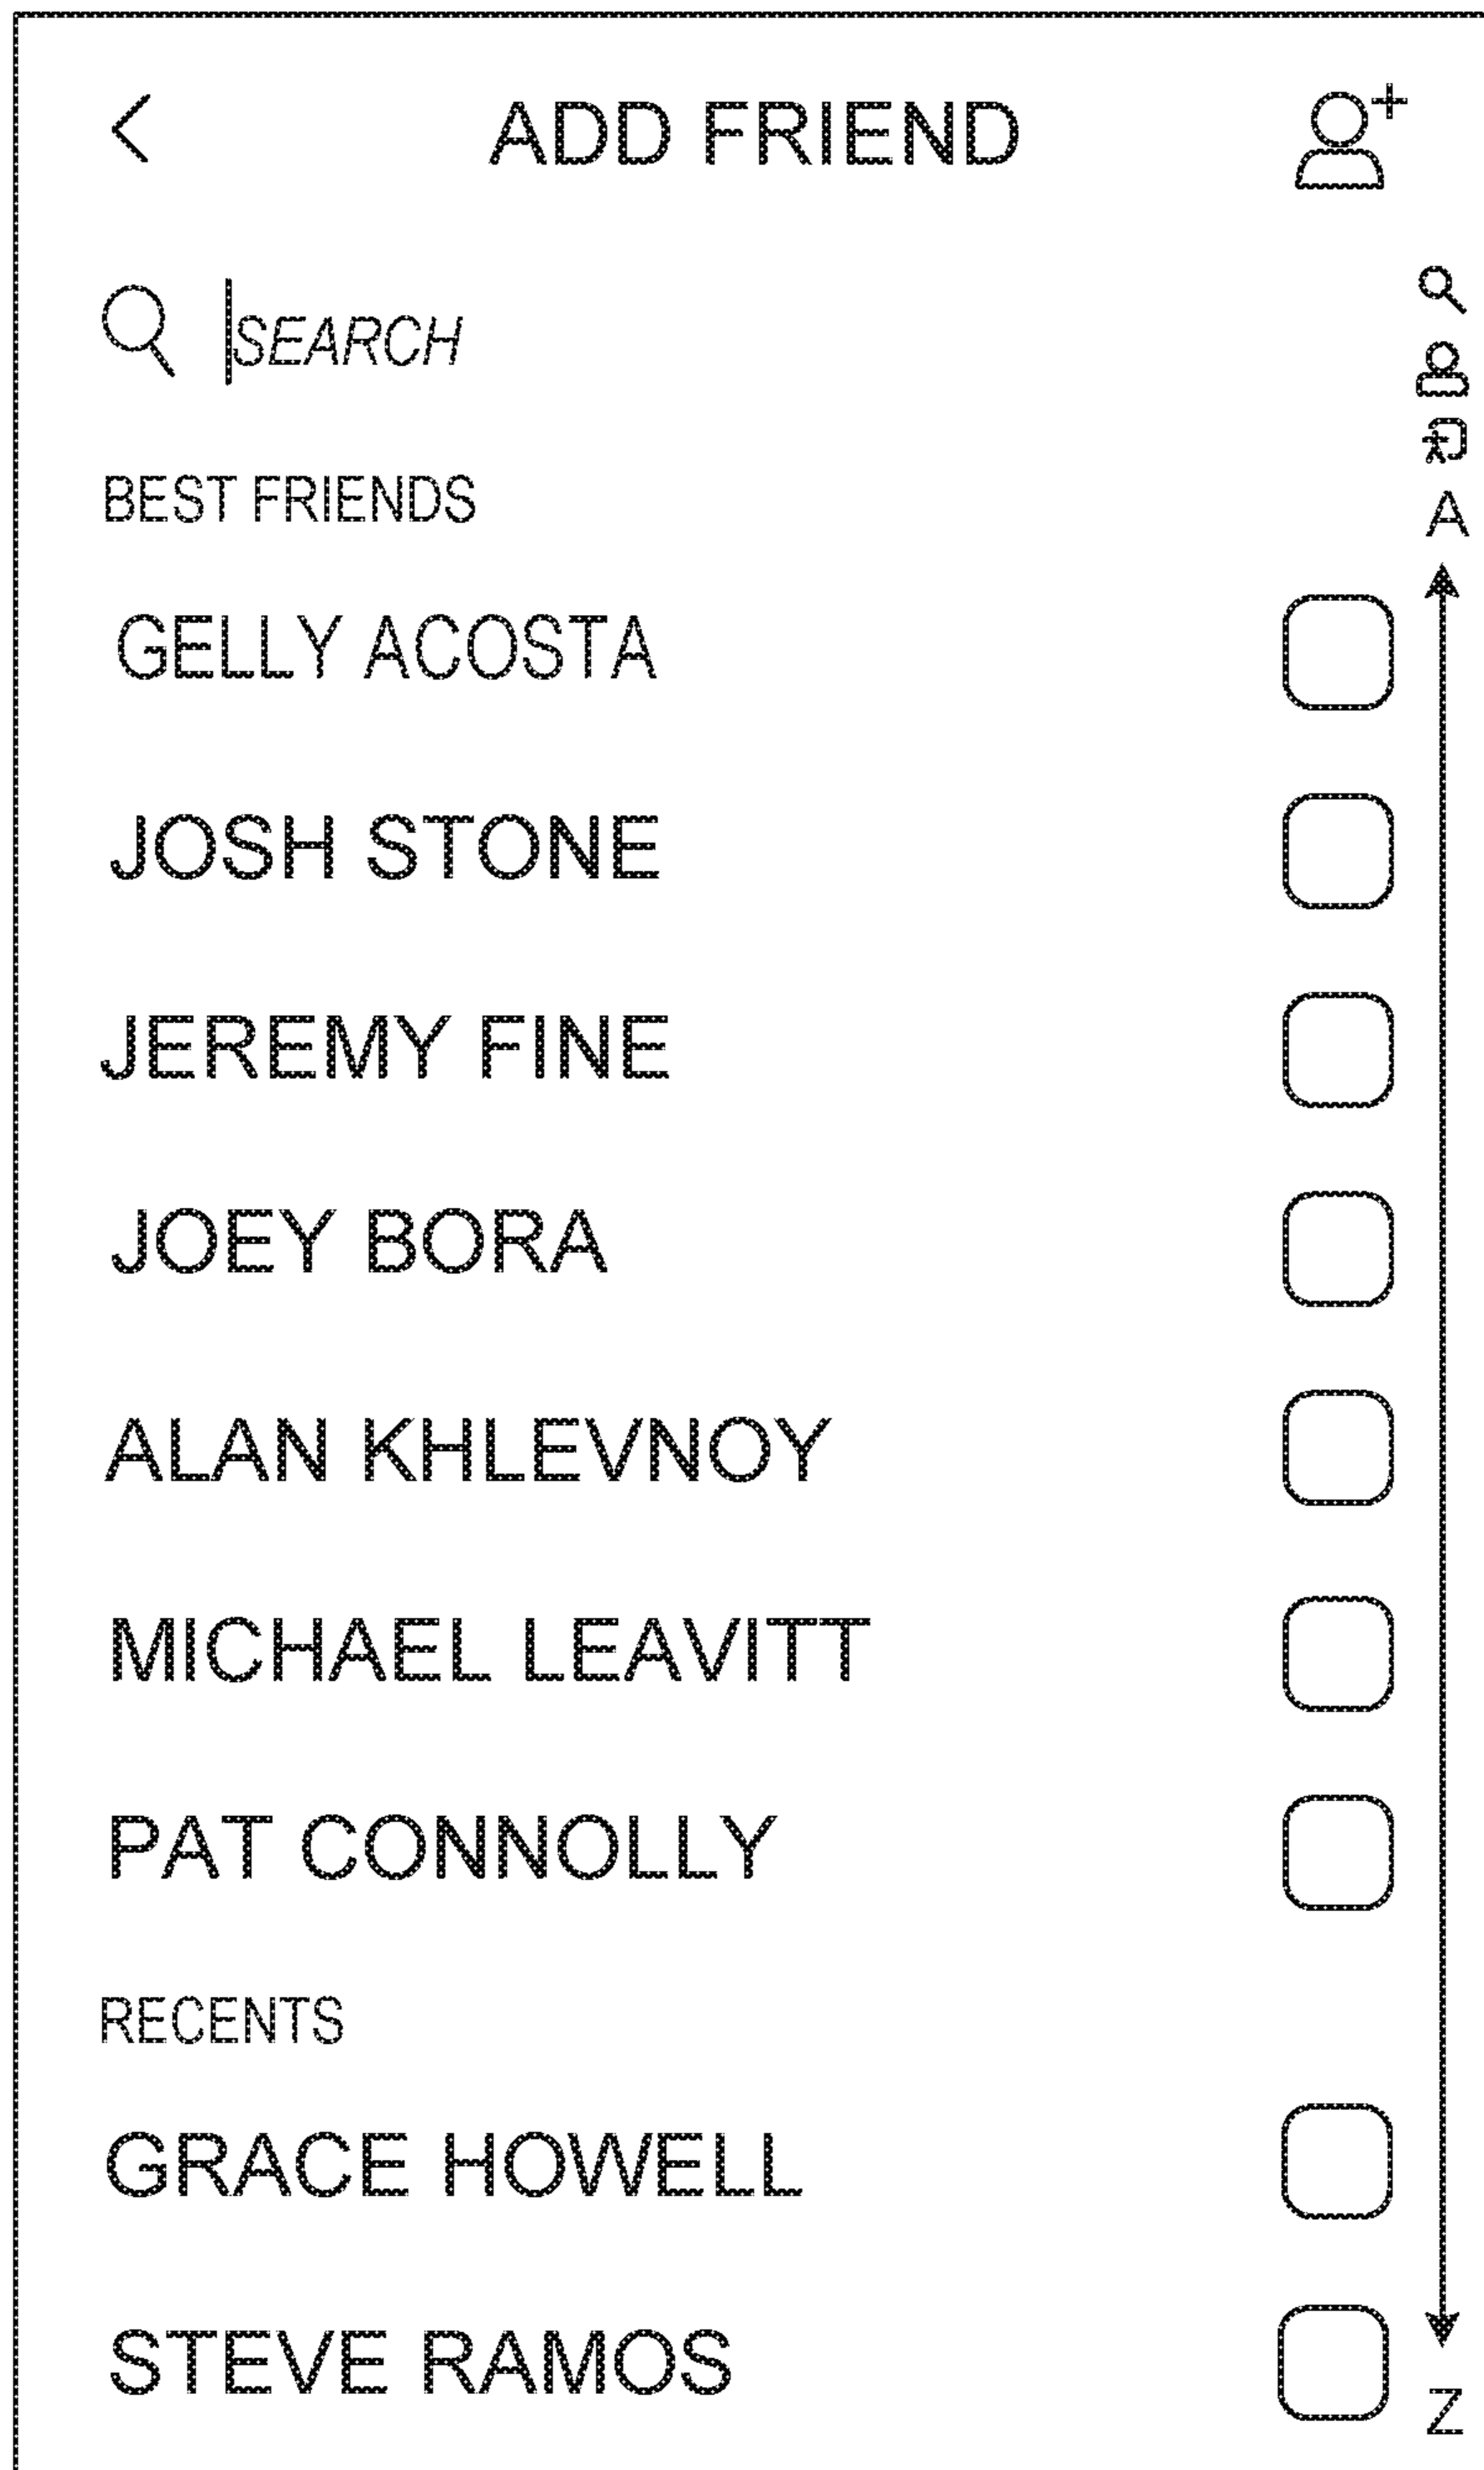 ADD FRIEND
SEARCH
BEST FRIENDS
A
GELLY ACOSTA
JOSH STONE
JEREMY FINE
JOEY BORA
ALAN KHLEVNOY
MICHAEL LEAVITT
PAT CONNOLLY
RECENTS
GRACE HOWELL
STEVE RAMOS
Z